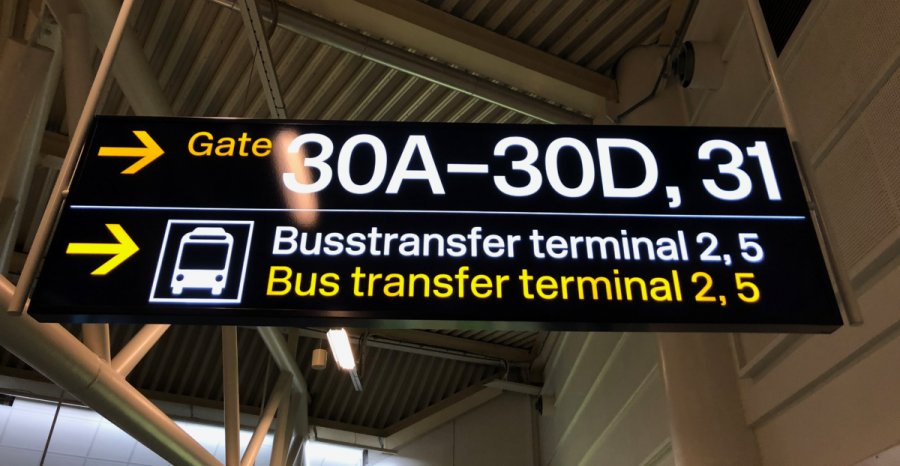 Gate 30A–30D, 31
Busstransfer terminal 2, 5
Bus transfer terminal 2, 5